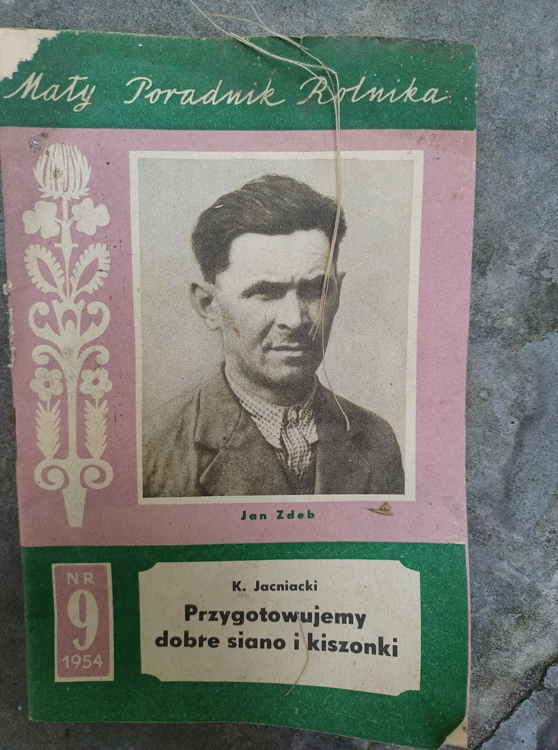 Mały Poradnik Rolnika
Jan Zdeb
NR
9
1954
K. Jacniacki
Przygotowujemy
dobre siano i kiszonki